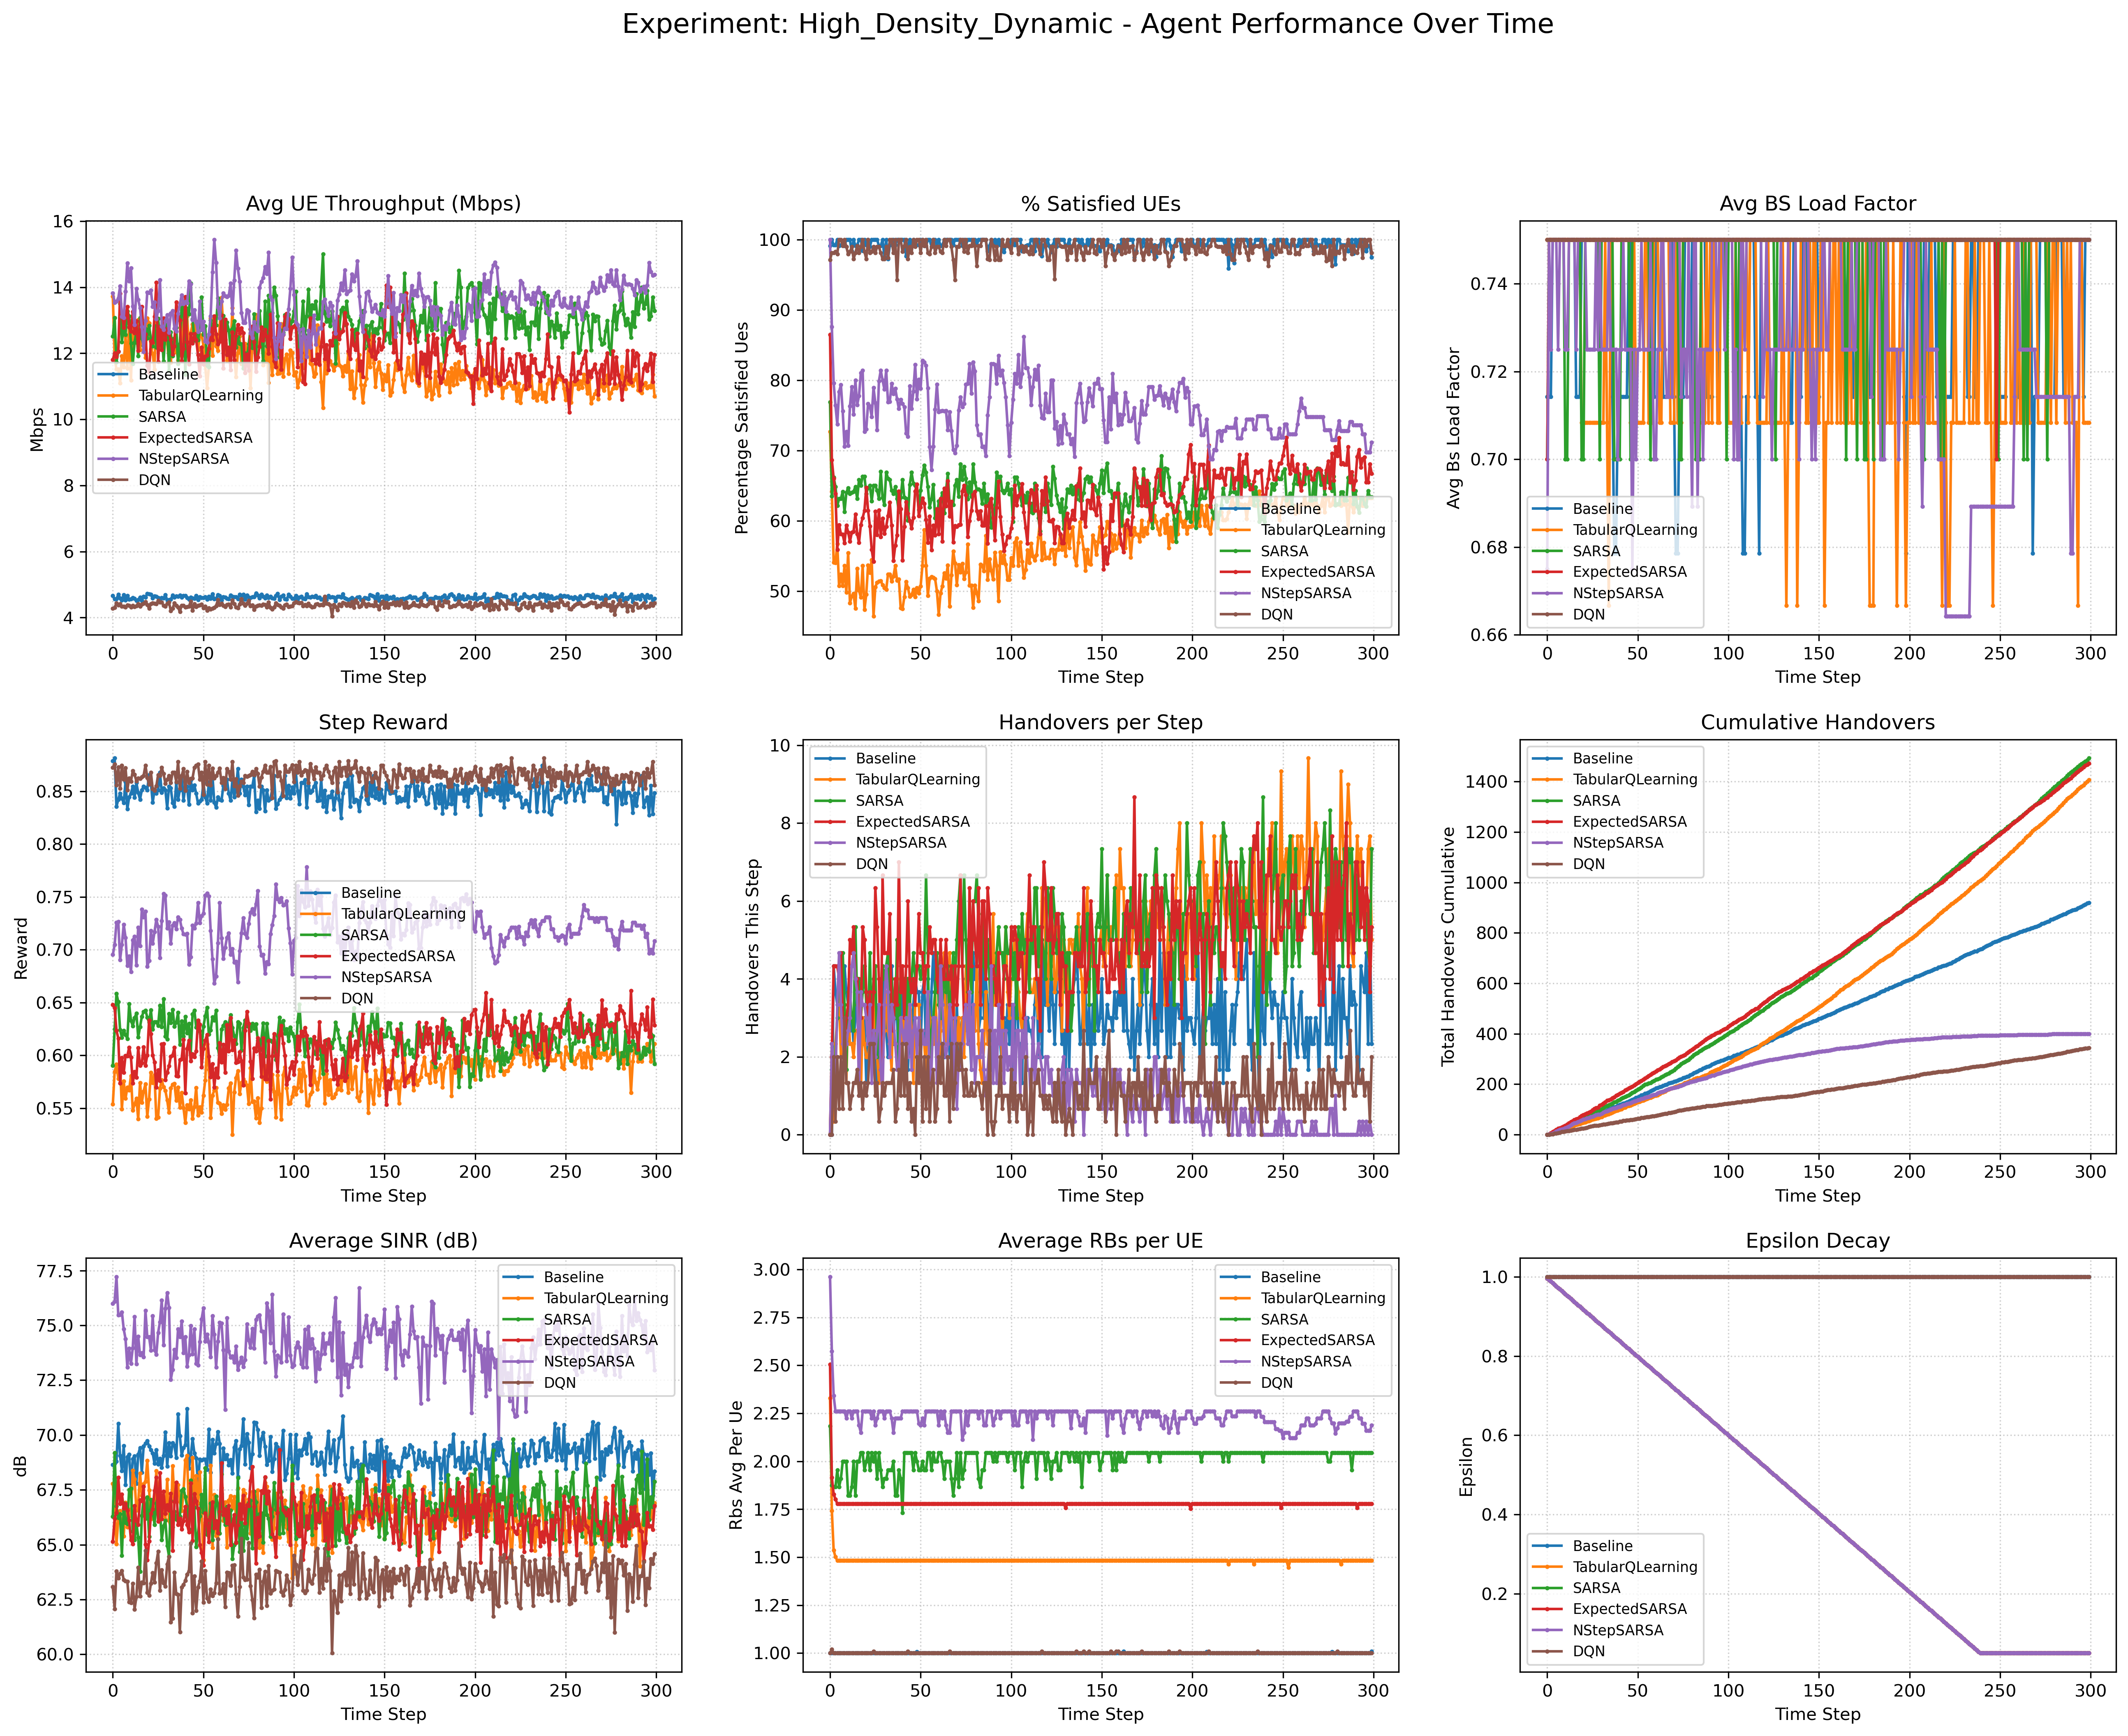 Experiment: High_Density_Dynamic - Agent Performance Over Time
Avg UE Throughput (Mbps)
Mbps
16
14
12
10
8
6
4
0 50 100 150 200 250 300
Time Step
Baseline
TabularQLearning
SARSA
ExpectedSARSA
NStepSARSA
DQN
% Satisfied UEs
Percentage Satisfied Ues
100
90
80
70
60
50
0 50 100 150 200 250 300
Time Step
Baseline
TabularQLearning
SARSA
ExpectedSARSA
NStepSARSA
DQN
Avg BS Load Factor
Avg Bs Load Factor
0.74
0.72
0.70
0.68
0.66
0 50 100 150 200 250 300
Time Step
Baseline
TabularQLearning
SARSA
ExpectedSARSA
NStepSARSA
DQN
Step Reward
Reward
0.85
0.80
0.75
0.70
0.65
0.60
0.55
0 50 100 150 200 250 300
Time Step
Baseline
TabularQLearning
SARSA
ExpectedSARSA
NStepSARSA
DQN
Handovers per Step
Handovers This Step
10
8
6
4
2
0
0 50 100 150 200 250 300
Time Step
Baseline
TabularQLearning
SARSA
ExpectedSARSA
NStepSARSA
DQN
Cumulative Handovers
Total Handovers Cumulative
1400
1200
1000
800
600
400
200
0
0 50 100 150 200 250 300
Time Step
Baseline
TabularQLearning
SARSA
ExpectedSARSA
NStepSARSA
DQN
Average SINR (dB)
dB
77.5
75.0
72.5
70.0
67.5
65.0
62.5
60.0
0 50 100 150 200 250 300
Time Step
Baseline
TabularQLearning
SARSA
ExpectedSARSA
NStepSARSA
DQN
Average RBs per UE
Rbs Avg Per Ue
3.00
2.75
2.50
2.25
2.00
1.75
1.50
1.25
1.00
0 50 100 150 200 250 300
Time Step
Baseline
TabularQLearning
SARSA
ExpectedSARSA
NStepSARSA
DQN
Epsilon Decay
Epsilon
1.0
0.8
0.6
0.4
0.2
0 50 100 150 200 250 300
Time Step
Baseline
TabularQLearning
SARSA
ExpectedSARSA
NStepSARSA
DQN